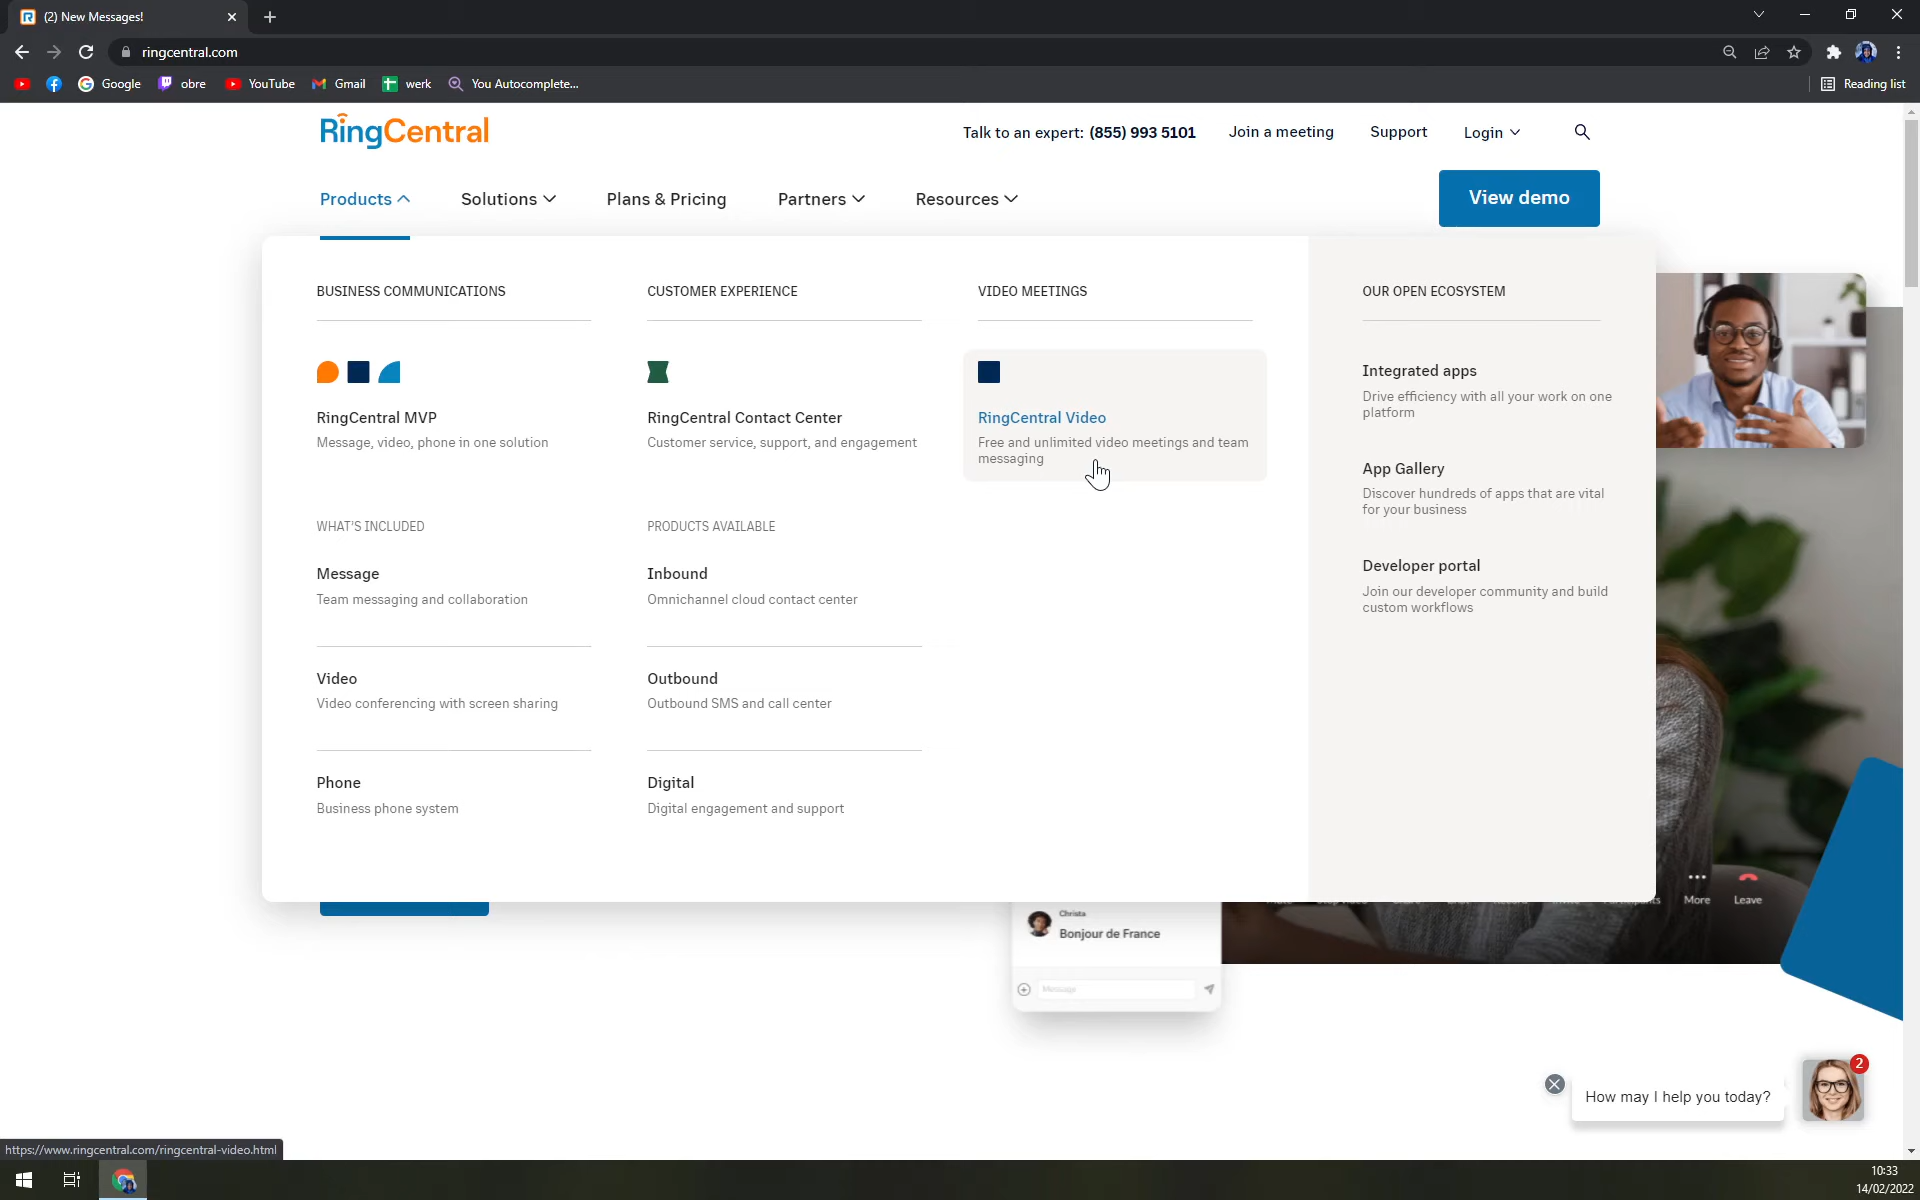 (2) New Messages!
ringcentral.com
Google
obre
YouTube
Gmail
werk
You Autocomplete...
Reading list
RingCentral
Talk to an expert: (855) 993 5101
Join a meeting
Support
Login
Products
Solutions
Plans & Pricing
Partners
Resources
View demo
BUSINESS COMMUNICATIONS
RingCentral MVP
Message, video, phone in one solution
WHAT'S INCLUDED
Message
Team messaging and collaboration
Video
Video conferencing with screen sharing
Phone
Business phone system
CUSTOMER EXPERIENCE
RingCentral Contact Center
Customer service, support, and engagement
PRODUCTS AVAILABLE
Inbound
Omnichannel cloud contact center
Outbound
Outbound SMS and call center
Digital
Digital engagement and support
VIDEO MEETINGS
RingCentral Video
Free and unlimited video meetings and team
messaging
OUR OPEN ECOSYSTEM
Integrated apps
Drive efficiency with all your work on one
platform
App Gallery
Discover hundreds of apps that are vital
for your business
Developer portal
Join our developer community and build
custom workflows
More
Leave
Christa
Bonjour de France
Message
2
How may I help you today?
https://www.ringcentral.com/ringcentral-video.html
10:33
14/02/2022